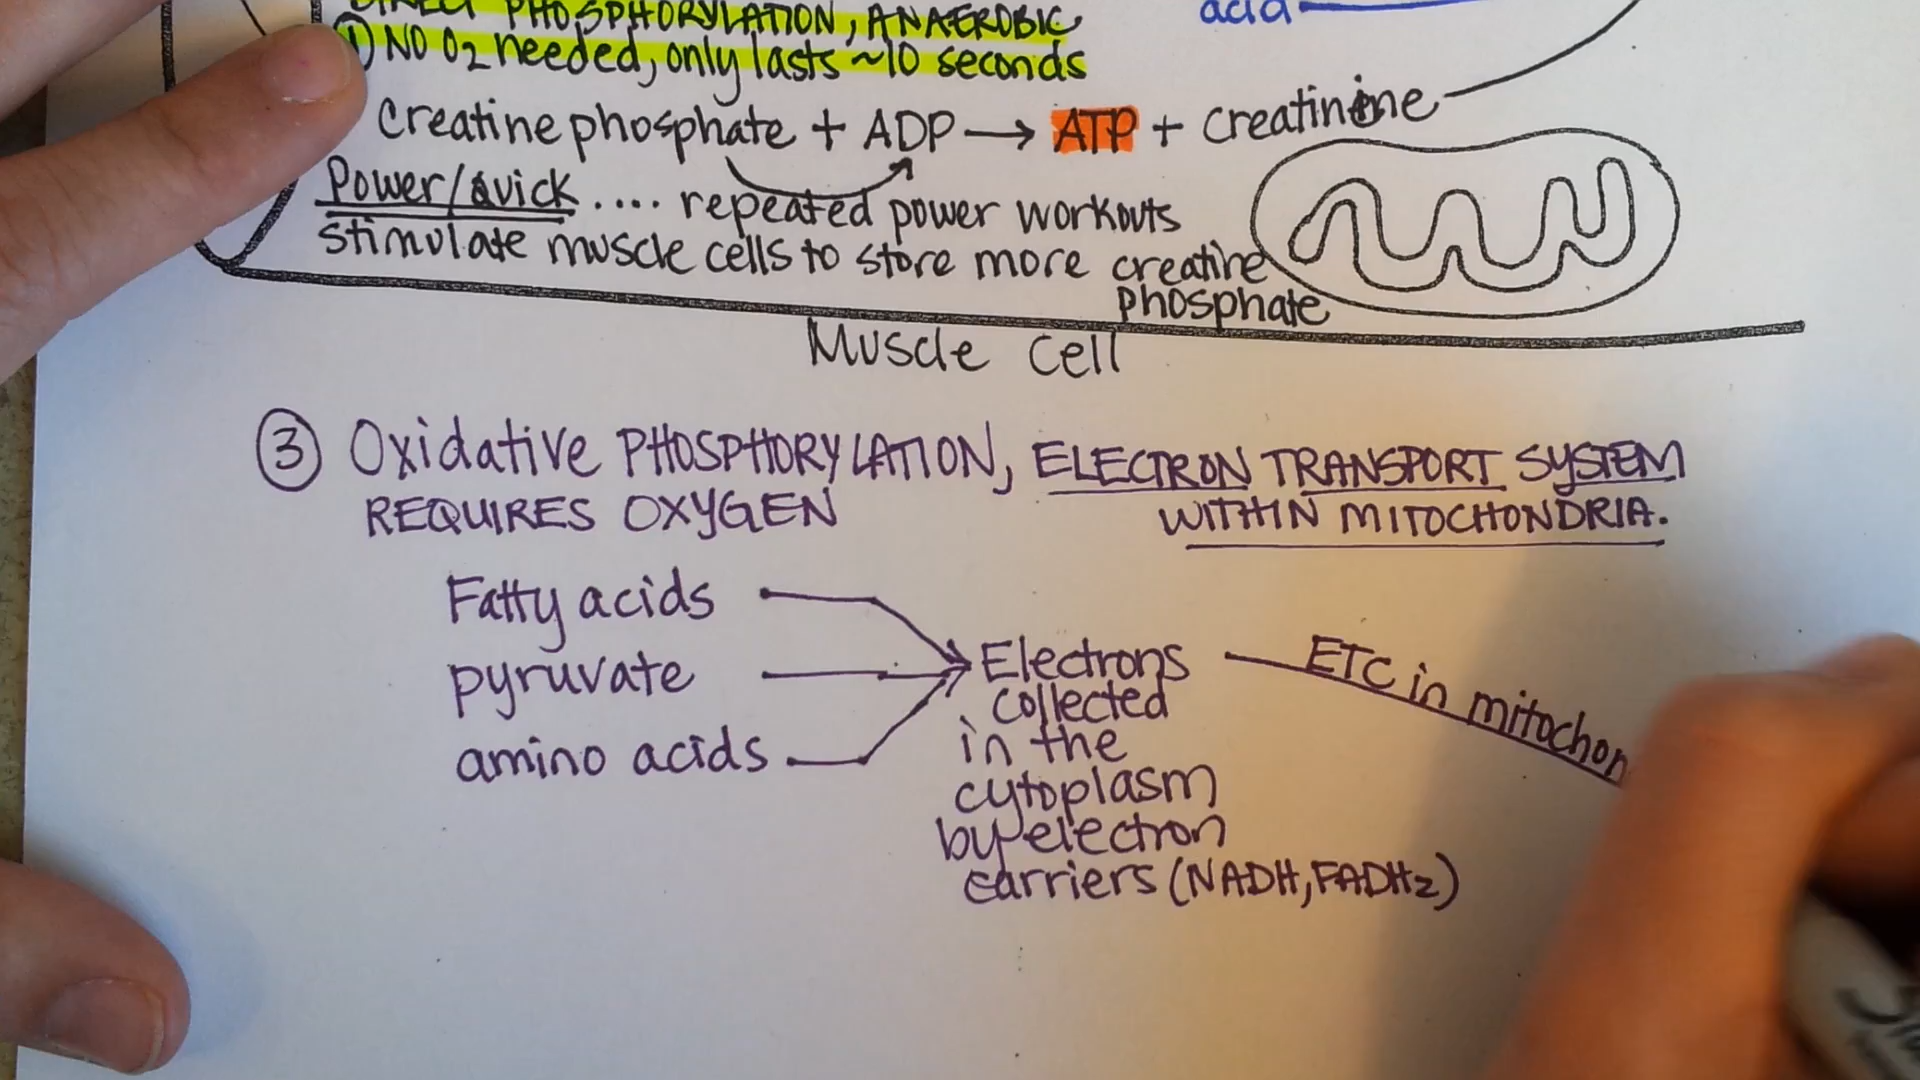 DIRECT PHOSPHORYLATION, ANAEROBIC
acid
① NO O2 needed, only lasts ~10 seconds
Creatine phosphate + ADP → ATP + creatinine
Power/Quick .... repeated power workouts
stimulate muscle cells to store more creatine
phosphate
Muscle Cell
③ Oxidative PHOSPHORYLATION, ELECTRON TRANSPORT SYSTEM
REQUIRES OXYGEN
WITHIN MITOCHONDRIA.
Fatty acids
pyruvate
amino acids
Electrons
collected
in the
cytoplasm
by electron
carriers (NADH, FADH2)
ETC in mitochon